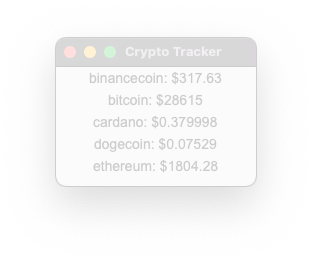 Crypto Tracker
binancecoin: $317.63
bitcoin: $28615
cardano: $0.379998
dogecoin: $0.07529
ethereum: $1804.28